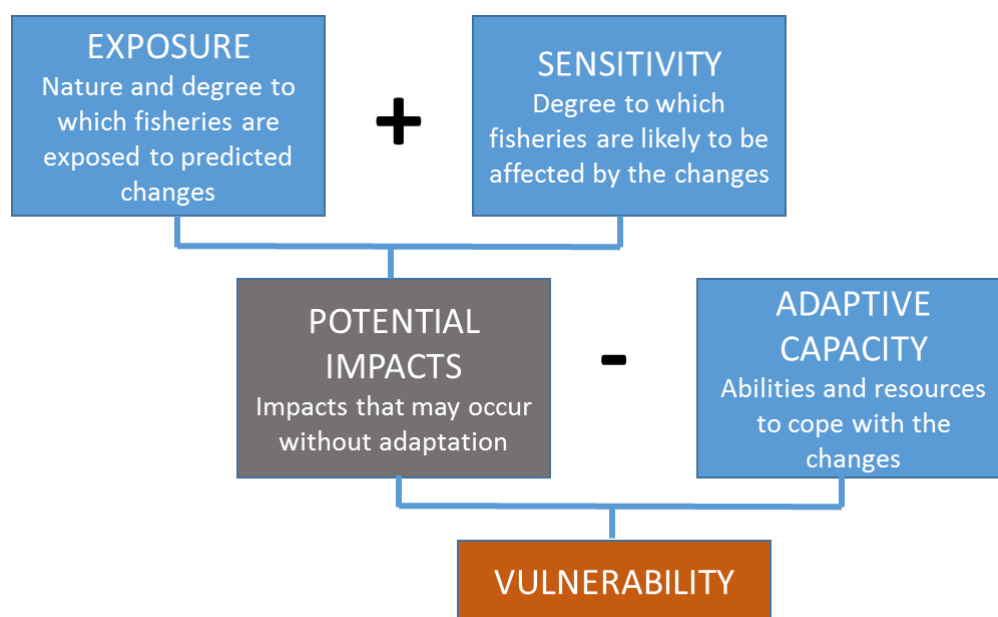 EXPOSURE
Nature and degree to
which fisheries are
exposed to predicted
changes
+
SENSITIVITY
Degree to which
fisheries are likely to be
affected by the changes
POTENTIAL
IMPACTS
Impacts that may occur
without adaptation
-
ADAPTIVE
CAPACITY
Abilities and resources
to cope with the
changes
VULNERABILITY